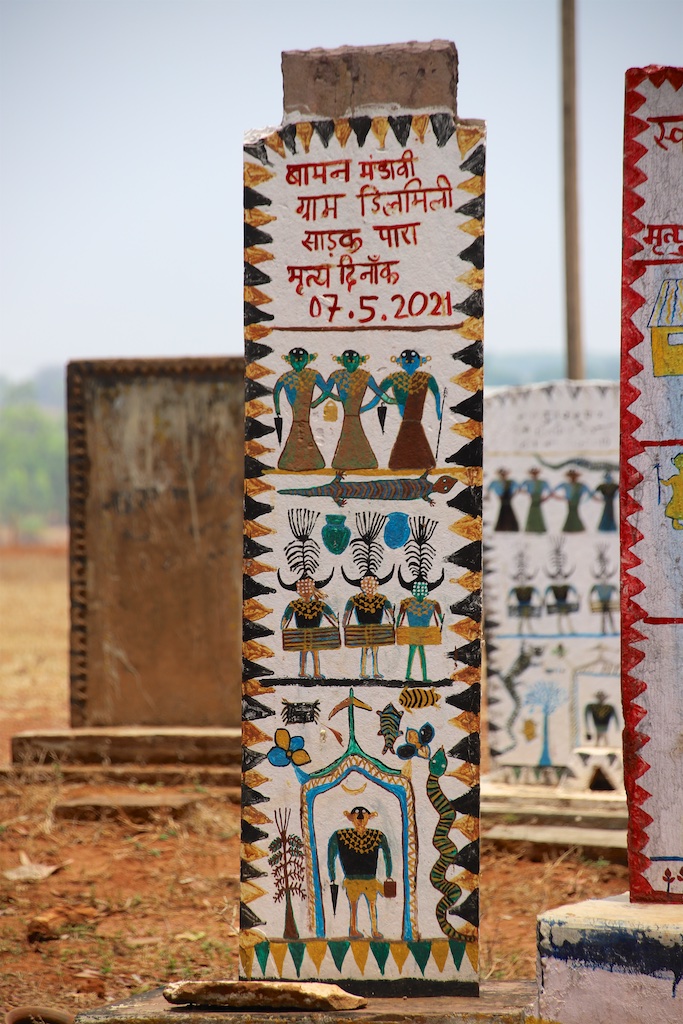 बामन मंडावी
ग्राम डिलमिली
साड़क पारा
मृत्य दिनाँक
07.5.2021
स्व
मृत्यु